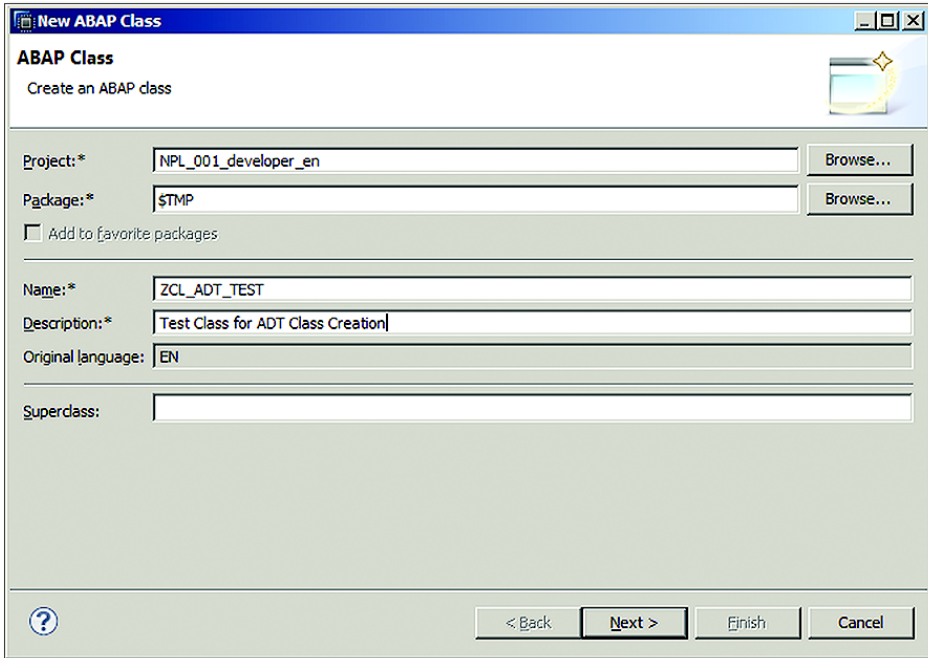 New ABAP Class
ABAP Class
Create an ABAP class
Project:* NPL_001_developer_en Browse...
Package:* $TMP Browse...
Add to favorite packages
Name:* ZCL_ADT_TEST
Description:* Test Class for ADT Class Creation
Original language: EN
Superclass:
? < Back Next > Finish Cancel